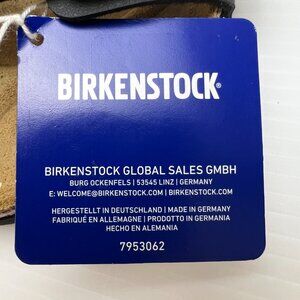 BIRKENSTOCK®
BIRKENSTOCK GLOBAL SALES GMBH
BURG OCKENFELS | 53545 LINZ | GERMANY
E: WELCOME@BIRKENSTOCK.COM | BIRKENSTOCK.COM
HERGESTELLT IN DEUTSCHLAND | MADE IN GERMANY
FABRIQUÉ EN ALLEMAGNE | PRODOTTO IN GERMANIA
HECHO EN ALEMANIA
7953062